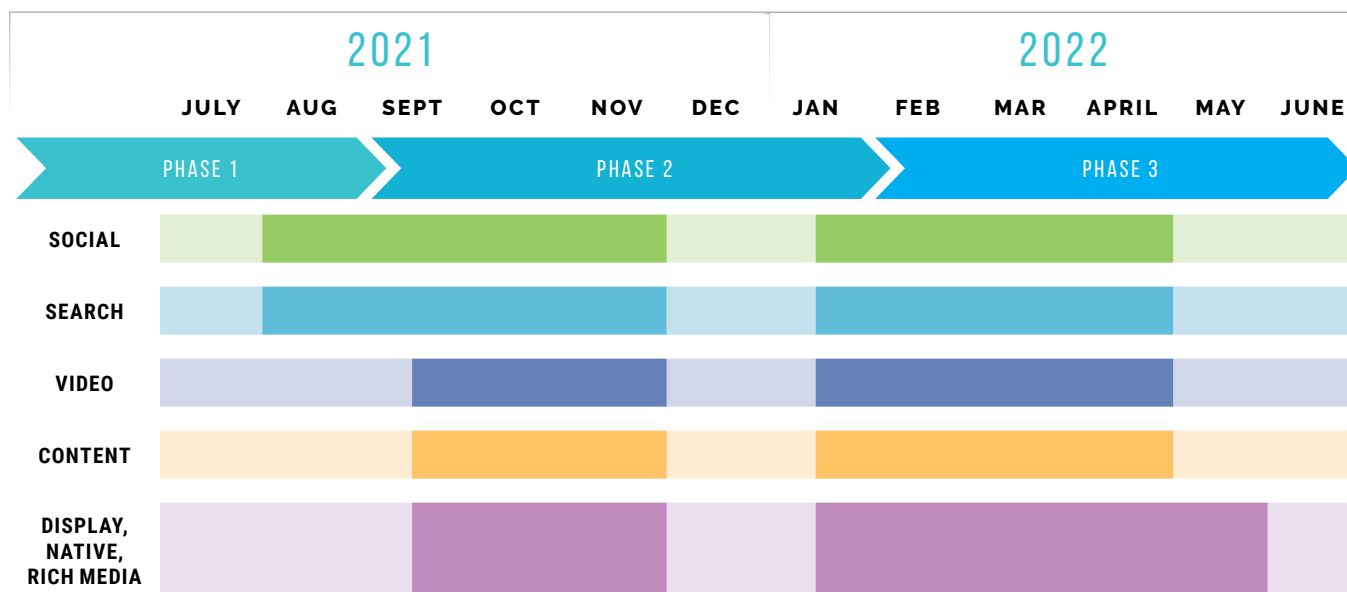 2021 2022
JULY AUG SEPT OCT NOV DEC JAN FEB MAR APRIL MAY JUNE
PHASE 1 PHASE 2 PHASE 3
SOCIAL
SEARCH
VIDEO
CONTENT
DISPLAY,
NATIVE,
RICH MEDIA